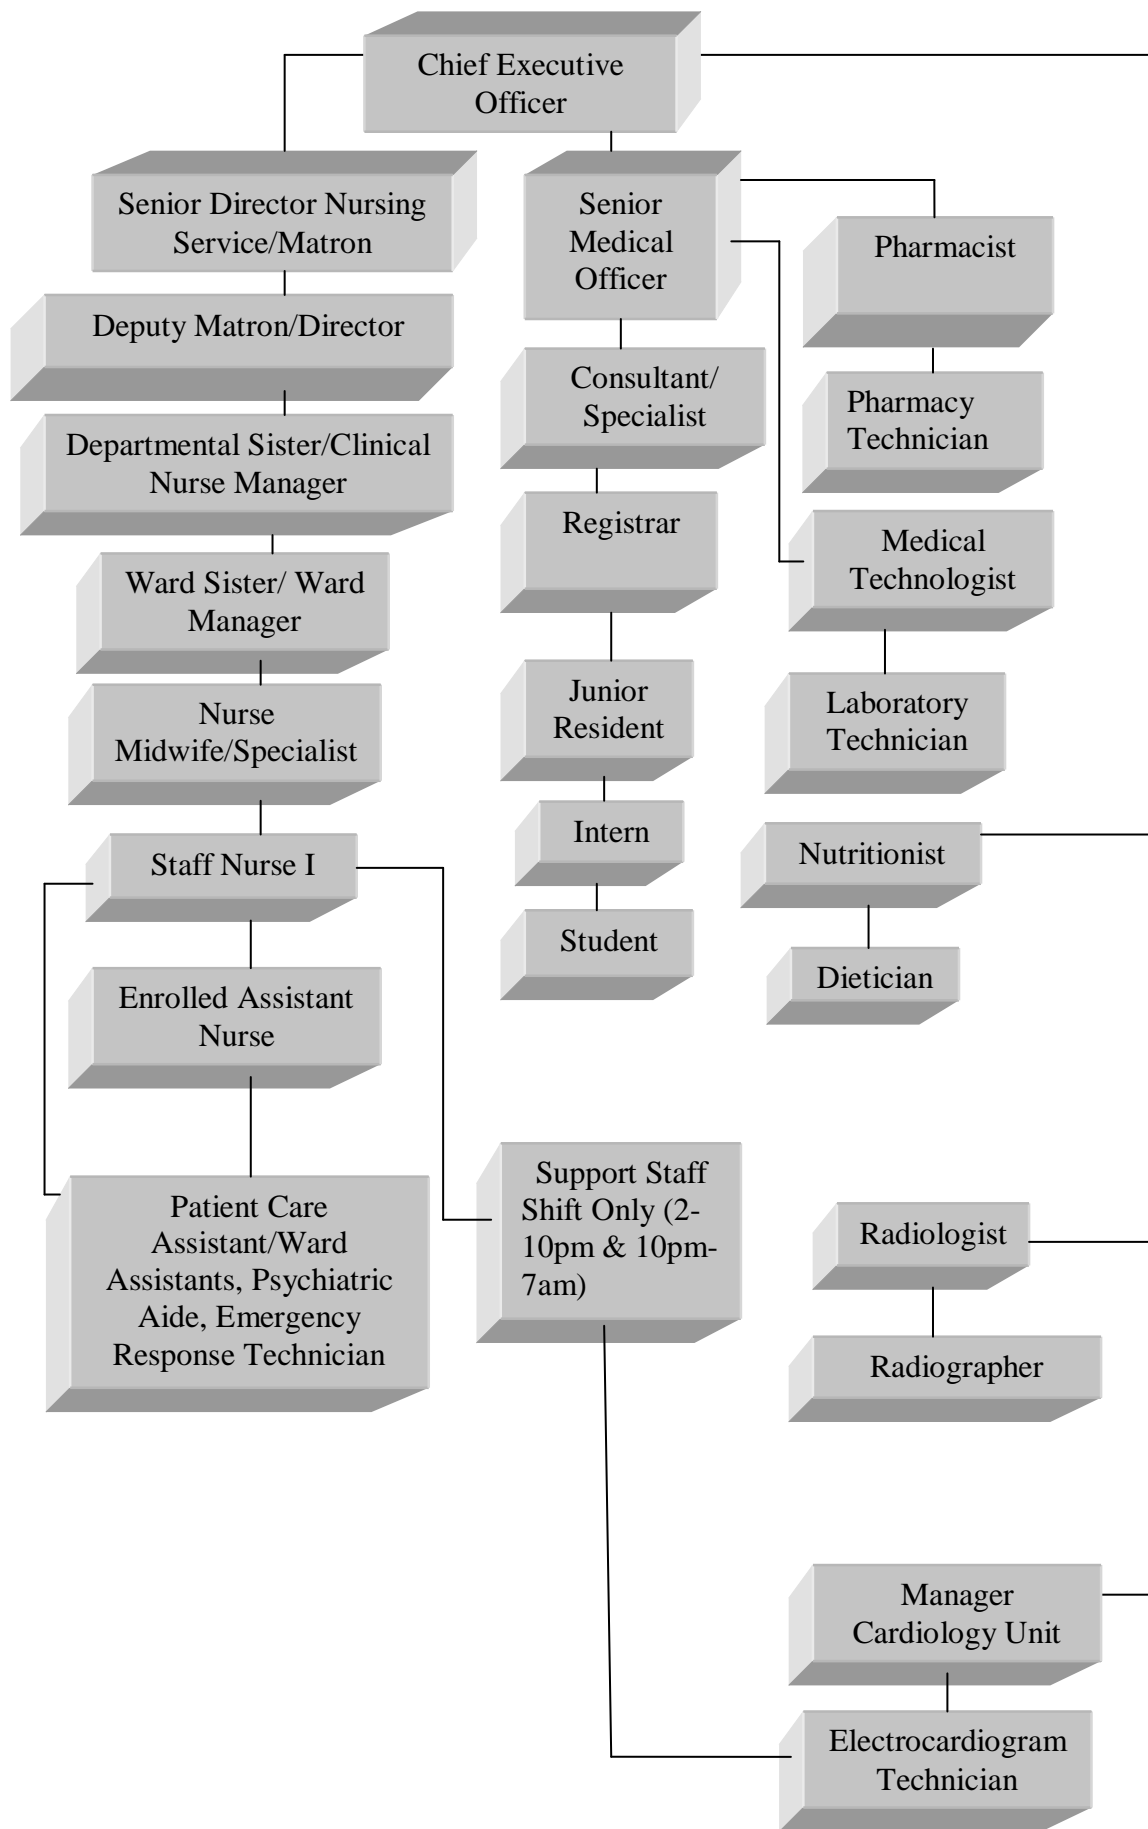 Chief Executive
Officer
Senior Director Nursing
Service/Matron
Senior
Medical
Officer
Pharmacist
Deputy Matron/Director
Consultant/
Specialist
Pharmacy
Technician
Departmental Sister/Clinical
Nurse Manager
Registrar
Medical
Technologist
Ward Sister/ Ward
Manager
Junior
Resident
Laboratory
Technician
Nurse
Midwife/Specialist
Intern
Nutritionist
Staff Nurse I
Student
Dietician
Enrolled Assistant
Nurse
Patient Care
Assistant/Ward
Assistants, Psychiatric
Aide, Emergency
Response Technician
Support Staff
Shift Only (2-
10pm & 10pm-
7am)
Radiologist
Radiographer
Manager
Cardiology Unit
Electrocardiogram
Technician